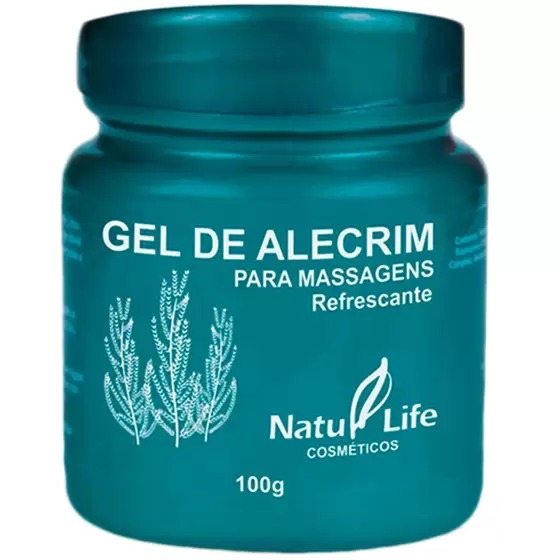 GEL DE ALECRIM
PARA MASSAGENS
Refrescante
Natu Life
COSMÉTICOS
100g